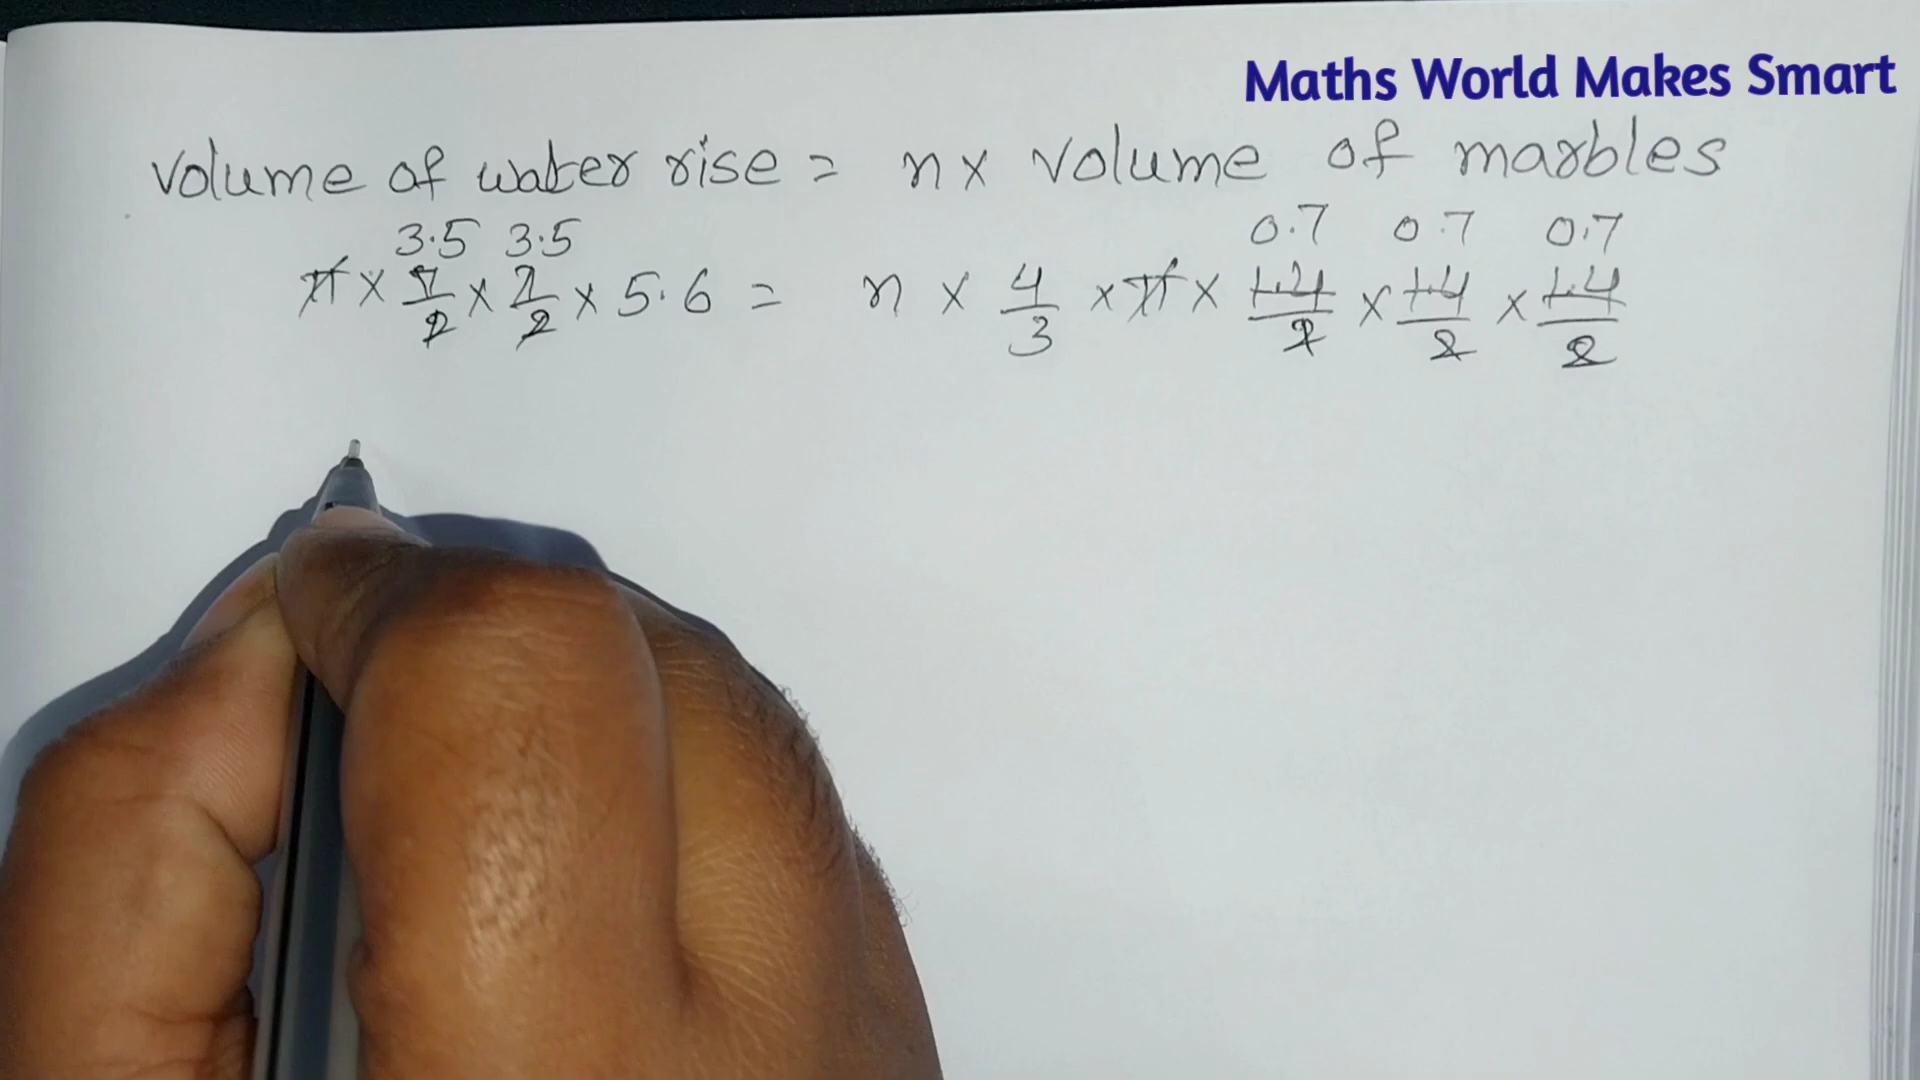 Maths World Makes Smart
volume of water rise = n x volume of marbles
3.5 3.5 0.7 0.7 0.7
π x 7/2 x 7/2 x 5.6 = n x 4/3 x π x 1.4/2 x 1.4/2 x 1.4/2